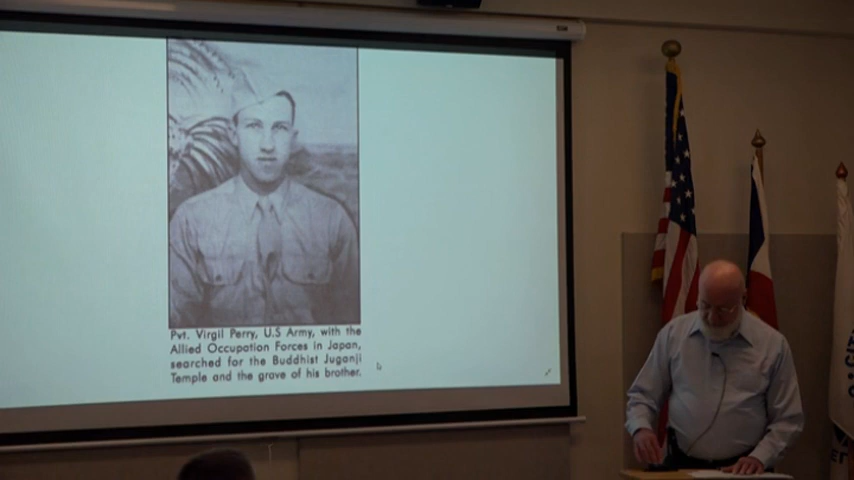 Pvt. Virgil Perry, U.S Army, with the
Allied Occupation Forces in Japan,
searched for the Buddhist Juganji
Temple and the grave of his brother.